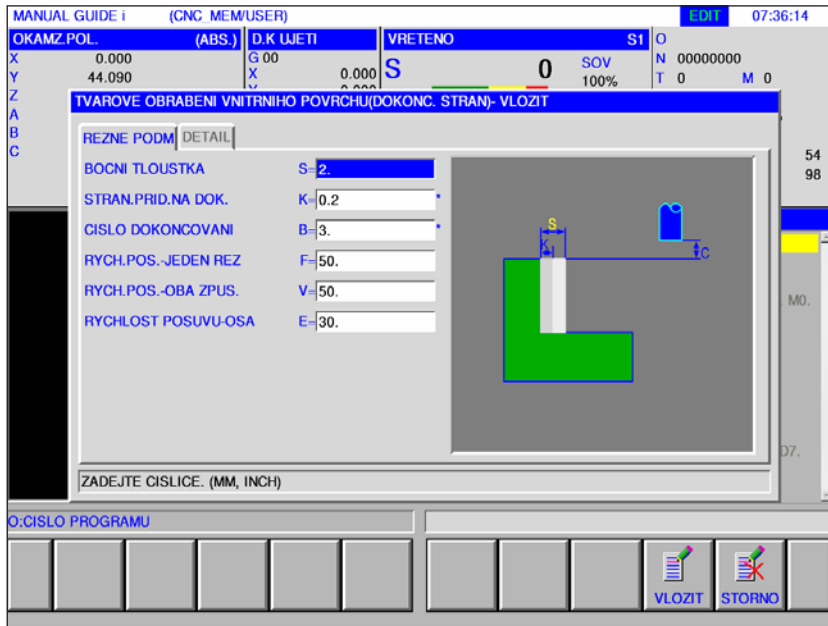 MANUAL GUIDE i (CNC_MEM/USER) EDIT 07:36:14
OKAMZ.POL. (ABS.) D.K UJETI VRETENO S1 O
X 0.000 G 00 N 00000000
Y 44.090 X 0.000 S 0 SOV 100% T 0 M 0
Z
A
B
C
54
98
TVAROVE OBRABENI VNITRNIHO POVRCHU(DOKONC. STRAN)- VLOZIT
REZNE PODM DETAIL
BOCNI TLOUSTKA S=2.
STRAN.PRID.NA DOK. K=0.2 *
CISLO DOKONCOVANI B=3. *
RYCH.POS.-JEDEN REZ F=50.
RYCH.POS.-OBA ZPUS. V=50.
RYCHLOST POSUVU-OSA E=30.
S
K
C
M0.
D7.
ZADEJTE CISLICE. (MM, INCH)
O:CISLO PROGRAMU
VLOZIT STORNO